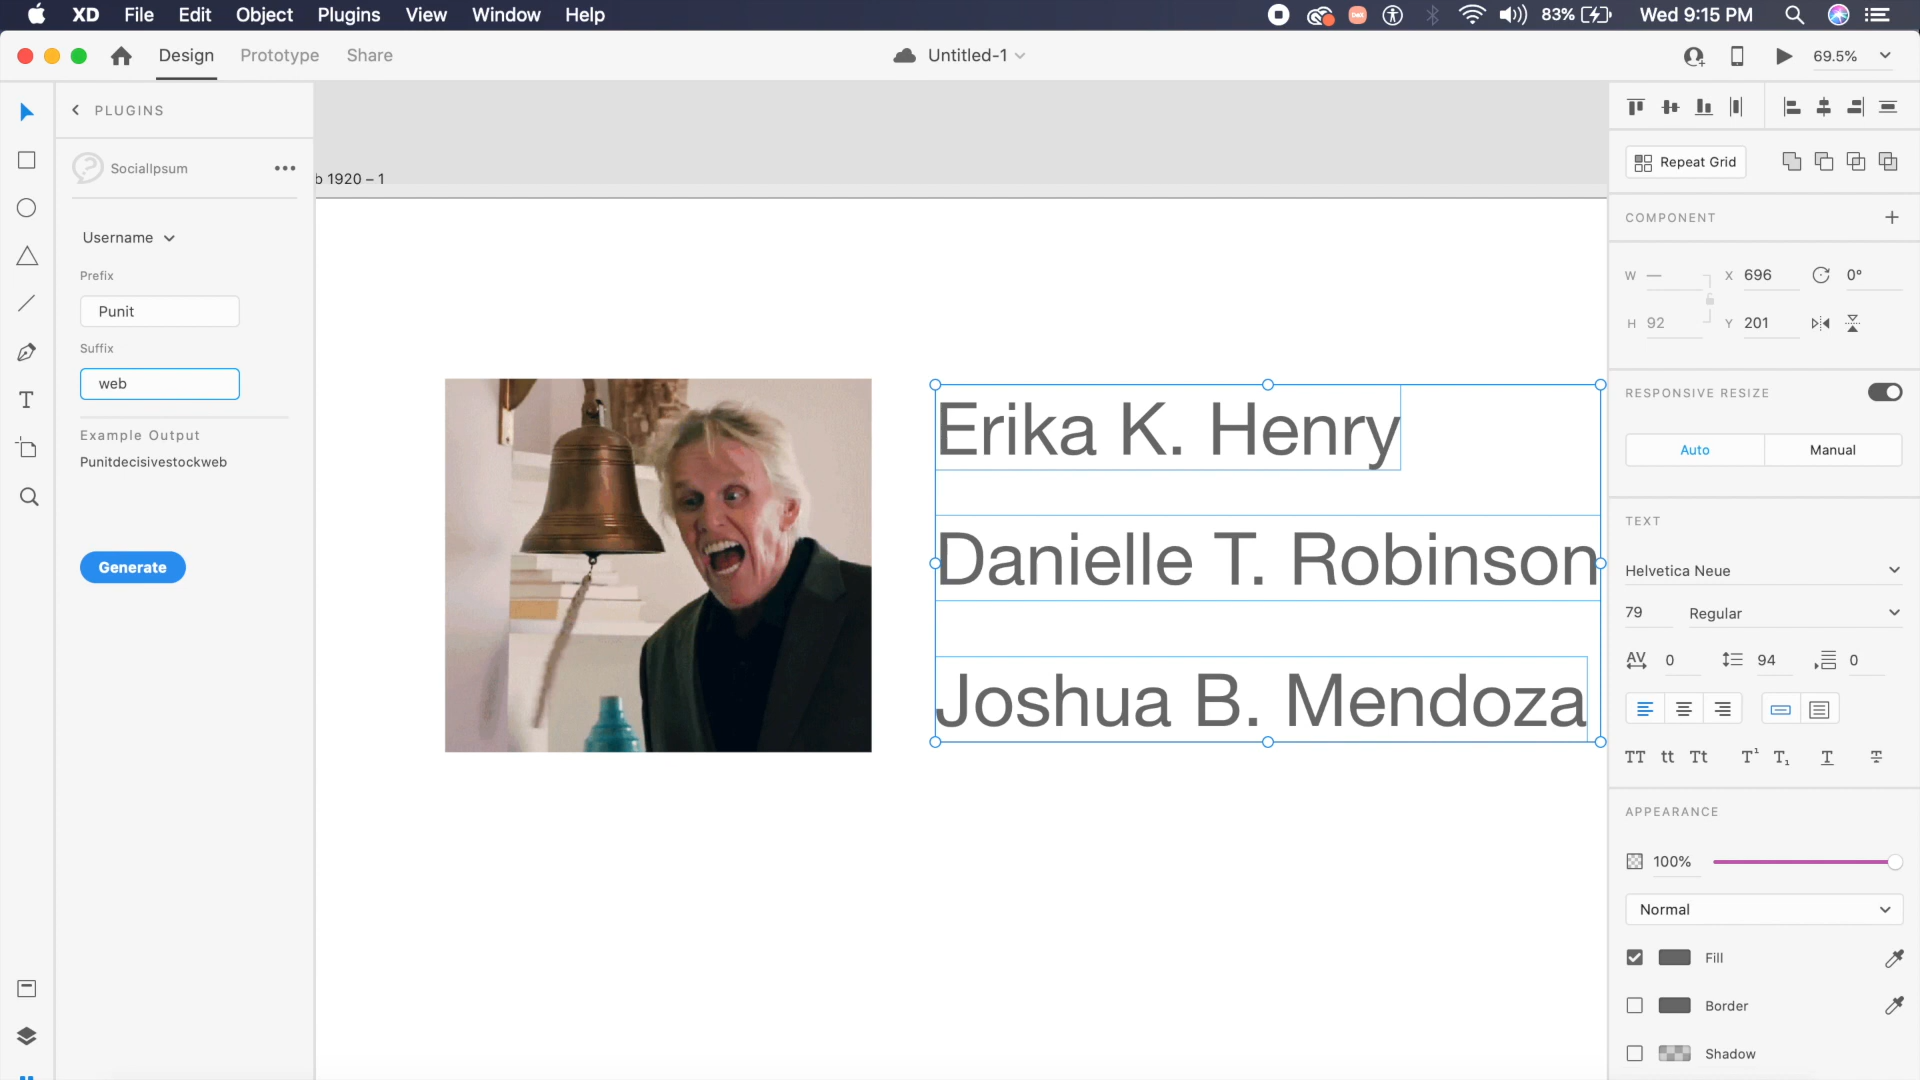 XD File Edit Object Plugins View Window Help
83% Wed 9:15 PM
Design Prototype Share
Untitled-1
69.5%
PLUGINS
SocialIpsum
Username
Prefix
Punit
Suffix
web
Example Output
Punitdecisivestockweb
Generate
b 1920 – 1
Erika K. Henry
Danielle T. Robinson
Joshua B. Mendoza
Repeat Grid
COMPONENT
W — X 696 0°
H 92 Y 201
RESPONSIVE RESIZE
Auto Manual
TEXT
Helvetica Neue
79 Regular
AV 0 94 0
TT tt Tt T¹ T₁ T T
APPEARANCE
100%
Normal
Fill
Border
Shadow